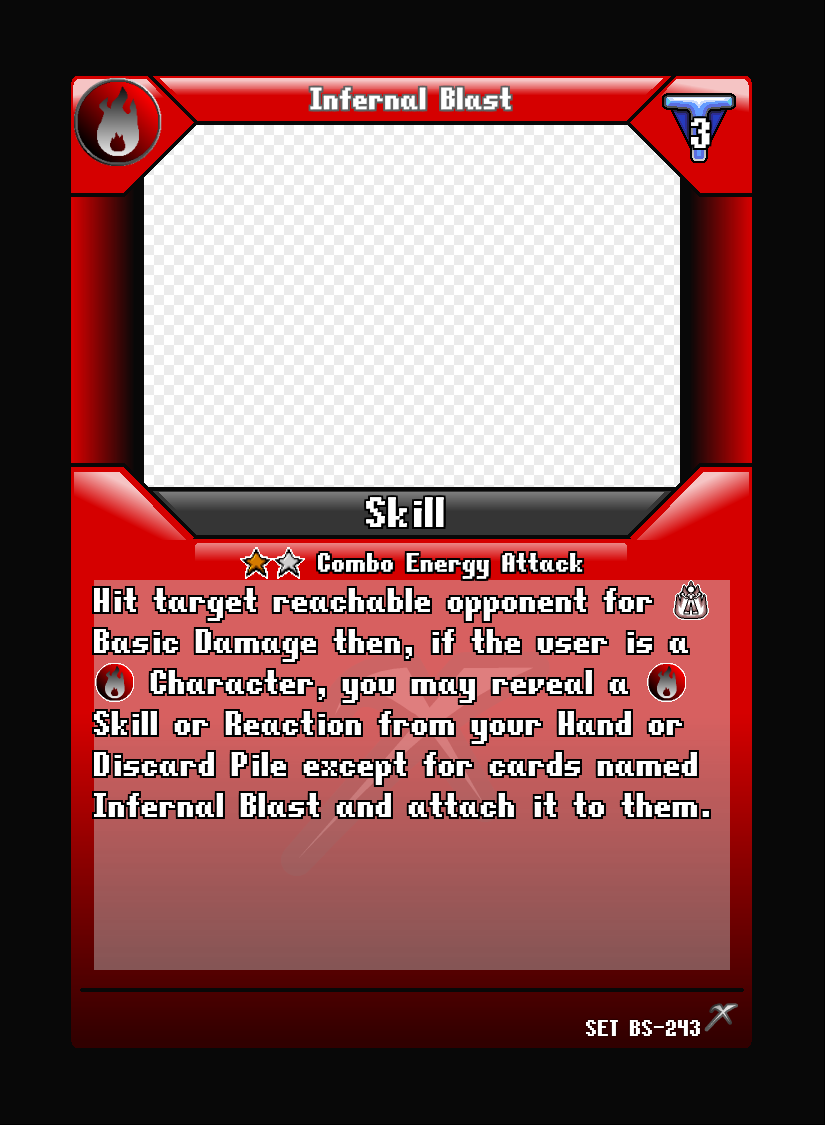 Infernal Blast
3
Skill
Combo Energy Attack
Hit target reachable opponent for
Basic Damage then, if the user is a
Character, you may reveal a
Skill or Reaction from your Hand or
Discard Pile except for cards named
Infernal Blast and attach it to them.
SET BS-243